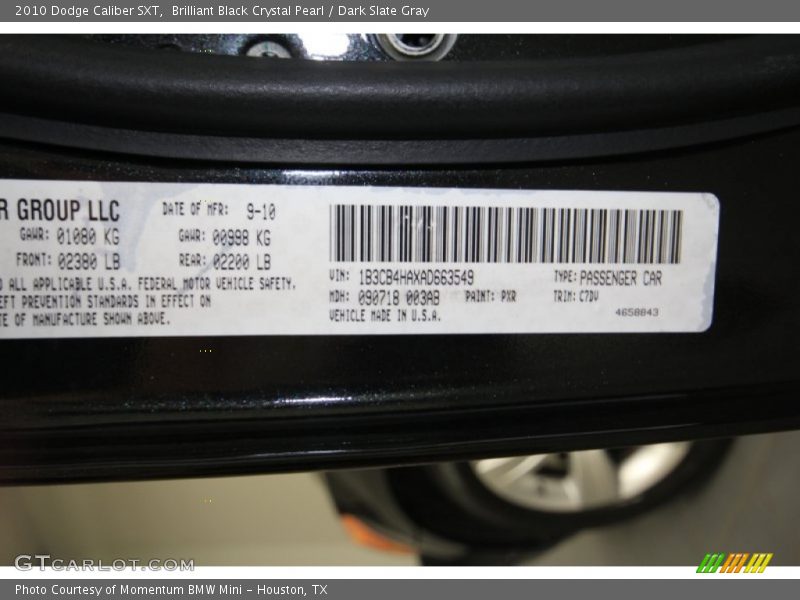 2010 Dodge Caliber SXT,  Brilliant Black Crystal Pearl / Dark Slate Gray
R GROUP LLC
DATE OF MFR: 9-10
GAWR: 01080 KG
GAWR: 00998 KG
FRONT: 02380 LB
REAR: 02200 LB
ALL APPLICABLE U.S.A. FEDERAL MOTOR VEHICLE SAFETY,
EFT PREVENTION STANDARDS IN EFFECT ON
TE OF MANUFACTURE SHOWN ABOVE.
VIN: 1B3CB4HAXAD663549
TYPE: PASSENGER CAR
MDH: 090718 003AB
PAINT: PXR
TRIM: C7DV
VEHICLE MADE IN U.S.A.
4658843
GTCARLOT.COM
Photo Courtesy of Momentum BMW Mini - Houston, TX